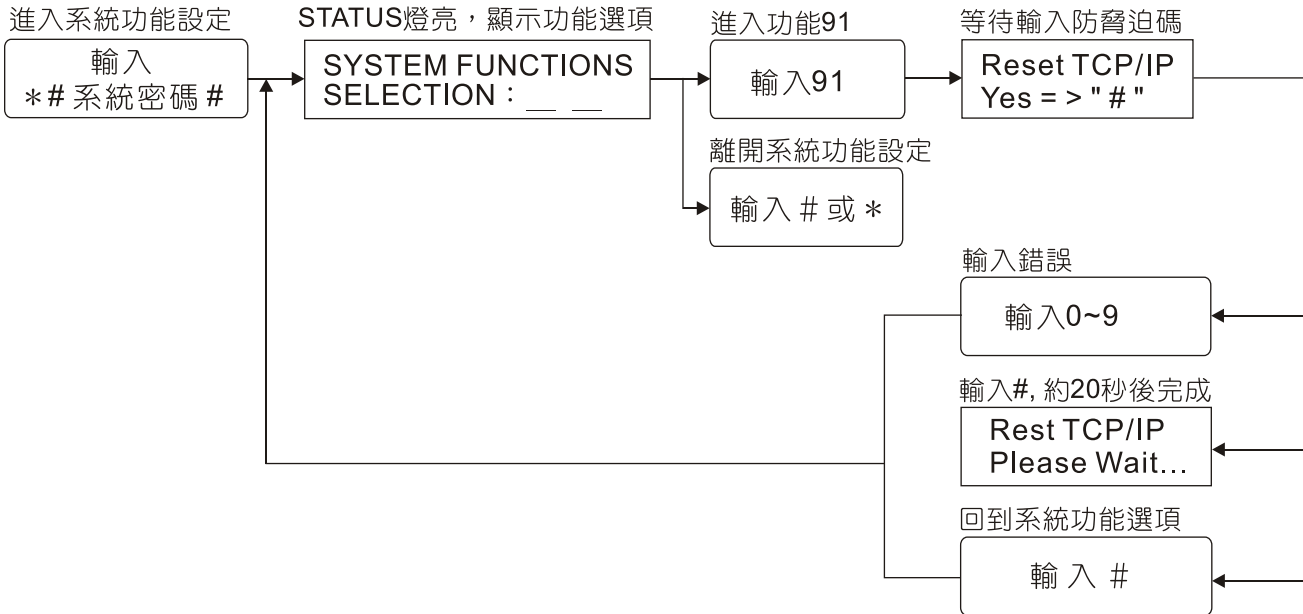 進入系統功能設定
輸入
＊# 系統密碼 #
STATUS燈亮，顯示功能選項
SYSTEM FUNCTIONS
SELECTION：__ __
進入功能91
輸入91
等待輸入防脅迫碼
Reset TCP/IP
Yes = > " # "
離開系統功能設定
輸入 # 或 ＊
輸入錯誤
輸入0~9
輸入#, 約20秒後完成
Rest TCP/IP
Please Wait...
回到系統功能選項
輸入 #